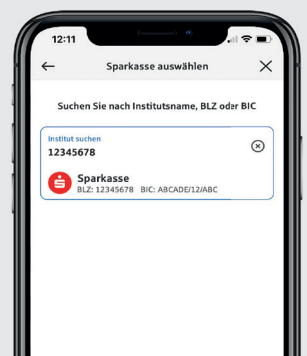 12:11
Sparkasse auswählen
Suchen Sie nach Institutsname, BLZ oder BIC
Institut suchen
12345678
Sparkasse
BLZ: 12345678 BIC: ABCADE/12/ABC